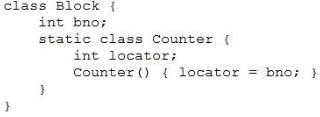 class Block {
    int bno;
    static class Counter {
        int locator;
        Counter() { locator = bno; }
    }
}